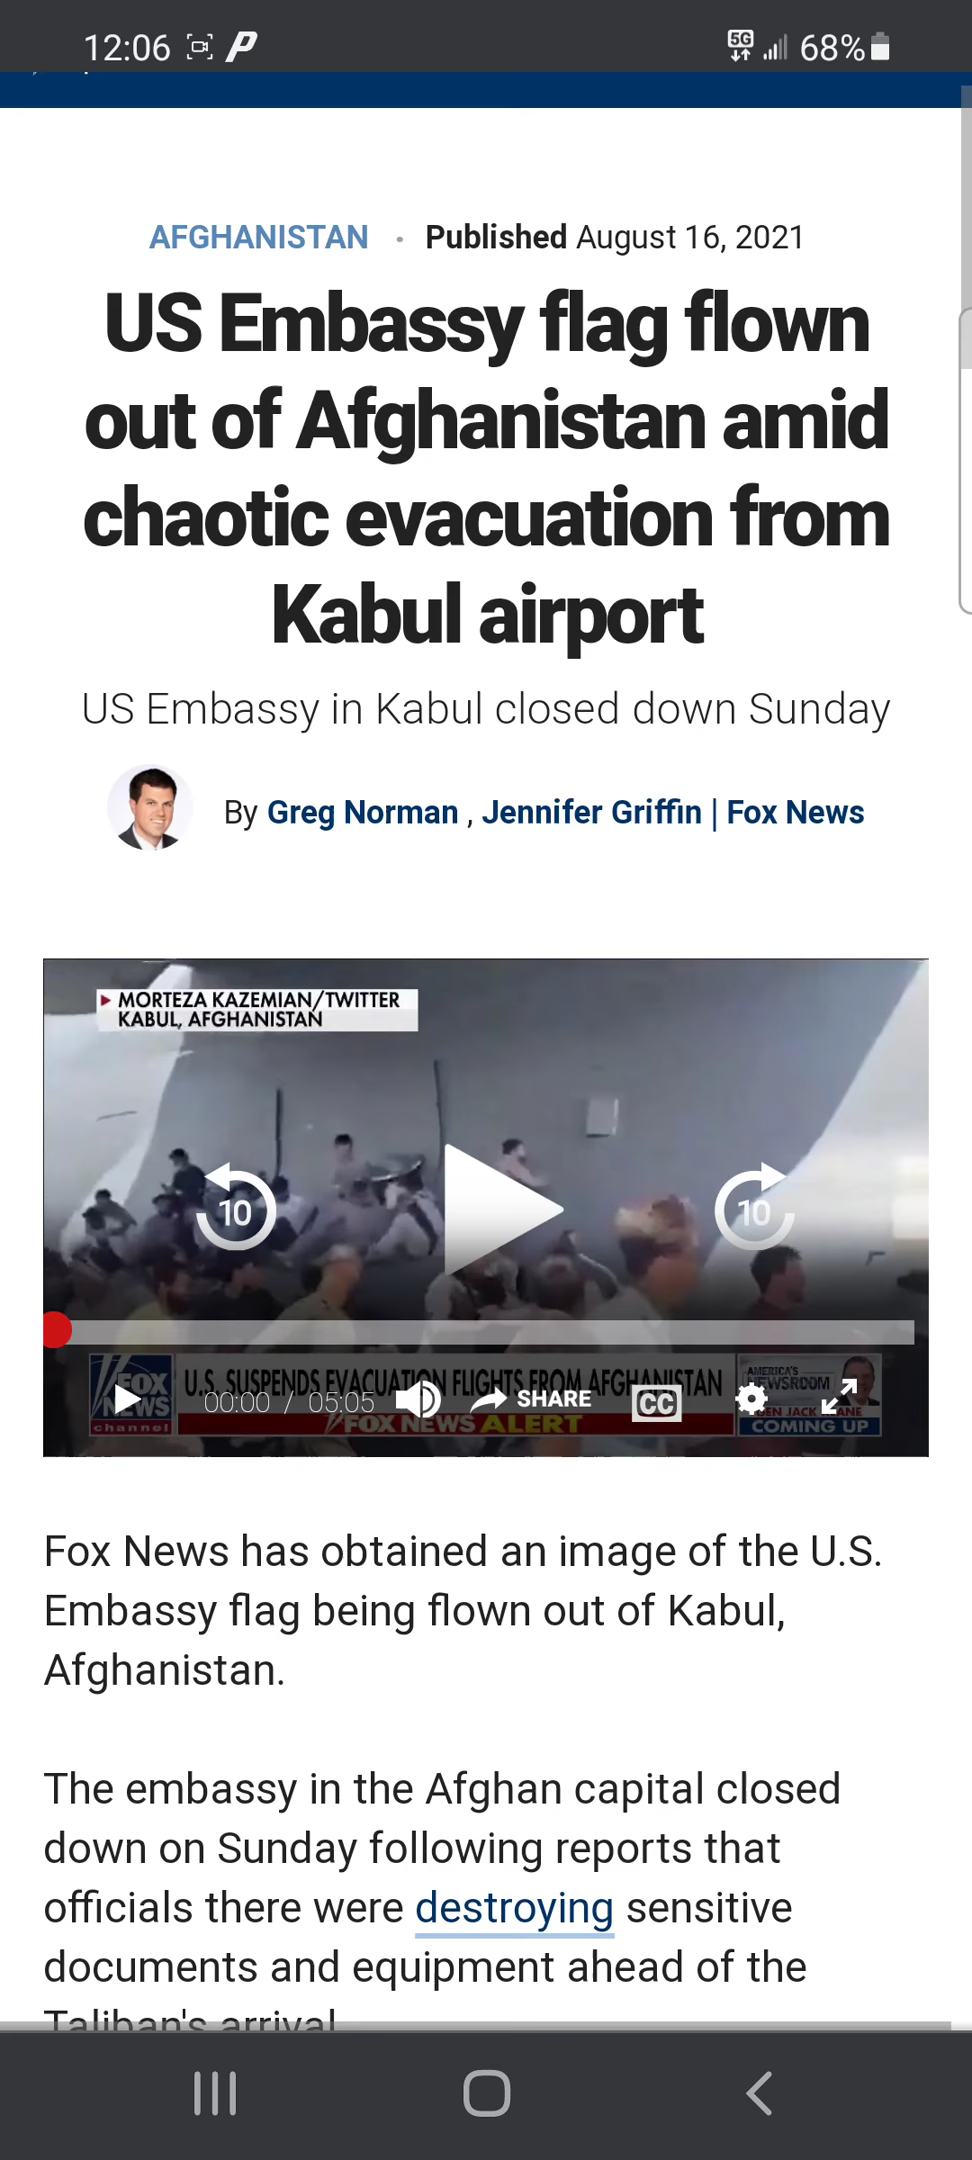 12:06 5G 68%
AFGHANISTAN · Published August 16, 2021
US Embassy flag flown
out of Afghanistan amid
chaotic evacuation from
Kabul airport
US Embassy in Kabul closed down Sunday
By Greg Norman , Jennifer Griffin | Fox News
MORTEZA KAZEMIAN/TWITTER
KABUL, AFGHANISTAN
10 10
FOX NEWS channel
U.S. SUSPENDS EVACUATION FLIGHTS FROM AFGHANISTAN
AMERICA'S NEWSROOM
00:00 / 05:05 SHARE CC
FOX NEWS ALERT
GEN JACK KEANE
COMING UP
Fox News has obtained an image of the U.S.
Embassy flag being flown out of Kabul,
Afghanistan.
The embassy in the Afghan capital closed
down on Sunday following reports that
officials there were destroying sensitive
documents and equipment ahead of the
Taliban's arrival